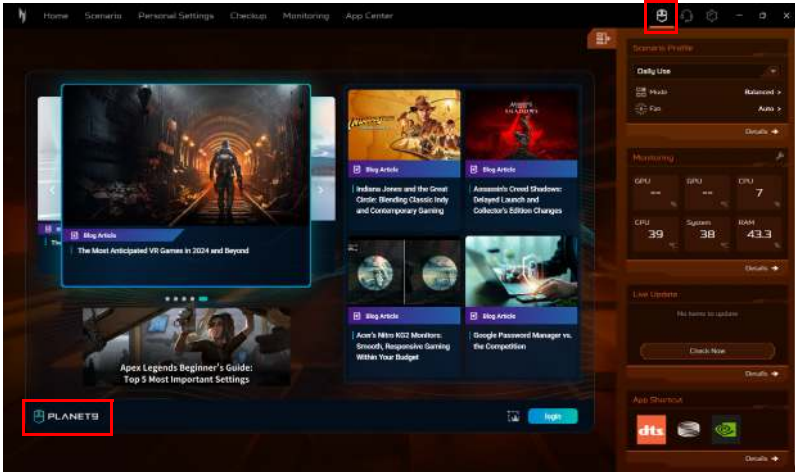 Home Scenario Personal Settings Checkup Monitoring App Center
Blog Article
The Most Anticipated VR Games in 2024 and Beyond
Apex Legends Beginner's Guide:
Top 5 Most Important Settings
Blog Article
Indiana Jones and the Great
Circle: Blending Classic Indy
and Contemporary Gaming
ASSASSIN'S CREED
SHADOWS
Blog Article
Assassin's Creed Shadows:
Delayed Launch and
Collector's Edition Changes
Blog Article
Acer's Nitro KG2 Monitors:
Smooth, Responsive Gaming
Within Your Budget
Blog Article
Google Password Manager vs.
the Competition
PLANET9
login
Scenario Profile
Daily Use
Mode Balanced >
Fan Auto >
Details
Monitoring
GPU GPU CPU
-- -- 7
% °C %
CPU System RAM
39 38 43.3
°C °C %
Details
Live Update
No items to update
Check Now
Details
App Shortcut
dts
Details